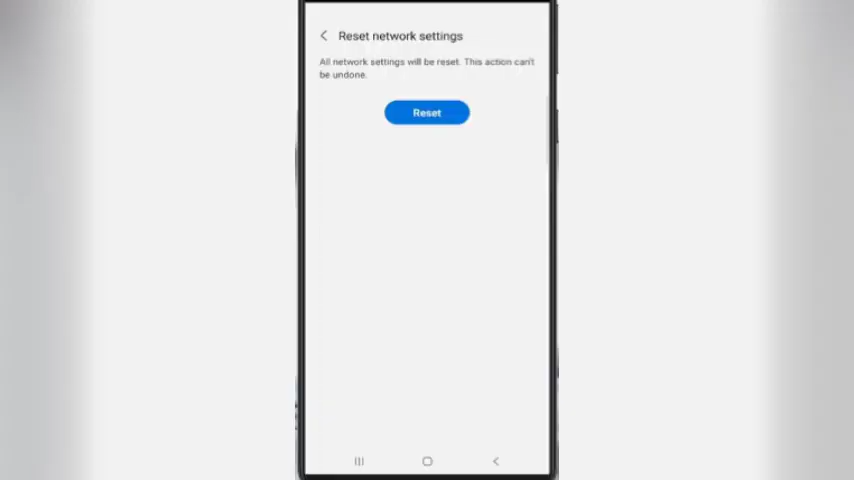 Reset network settings
All network settings will be reset. This action can't
be undone.
Reset